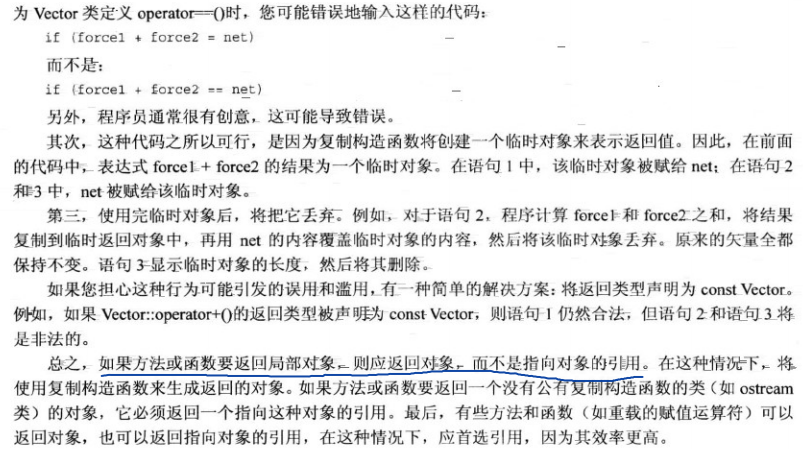 为 Vector 类定义 operator==()时，您可能错误地输入这样的代码：
if (force1 + force2 = net)
而不是：
if (force1 + force2 == net)
另外，程序员通常很有创意，这可能导致错误。
其次，这种代码之所以可行，是因为复制构造函数将创建一个临时对象来表示返回值。因此，在前面
的代码中，表达式 force1 + force2 的结果为一个临时对象。在语句 1 中，该临时对象被赋给 net；在语句 2
和 3 中，net 被赋给该临时对象。
第三，使用完临时对象后，将把它丢弃。例如，对于语句 2，程序计算 force1 和 force2 之和，将结果
复制到临时返回对象中，再用 net 的内容覆盖临时对象的内容，然后将该临时对象丢弃。原来的矢量全都
保持不变。语句 3 显示临时对象的长度，然后将其删除。
如果您担心这种行为可能引发的误用和滥用，有一种简单的解决方案：将返回类型声明为 const Vector。
例如，如果 Vector::operator+()的返回类型被声明为 const Vector，则语句 1 仍然合法，但语句 2 和语句 3 将
是非法的。
总之，如果方法或函数要返回局部对象，则应返回对象，而不是指向对象的引用。在这种情况下，将
使用复制构造函数来生成返回的对象。如果方法或函数要返回一个没有公有复制构造函数的类（如 ostream
类）的对象，它必须返回一个指向这种对象的引用。最后，有些方法和函数（如重载的赋值运算符）可以
返回对象，也可以返回指向对象的引用，在这种情况下，应首选引用，因为其效率更高。